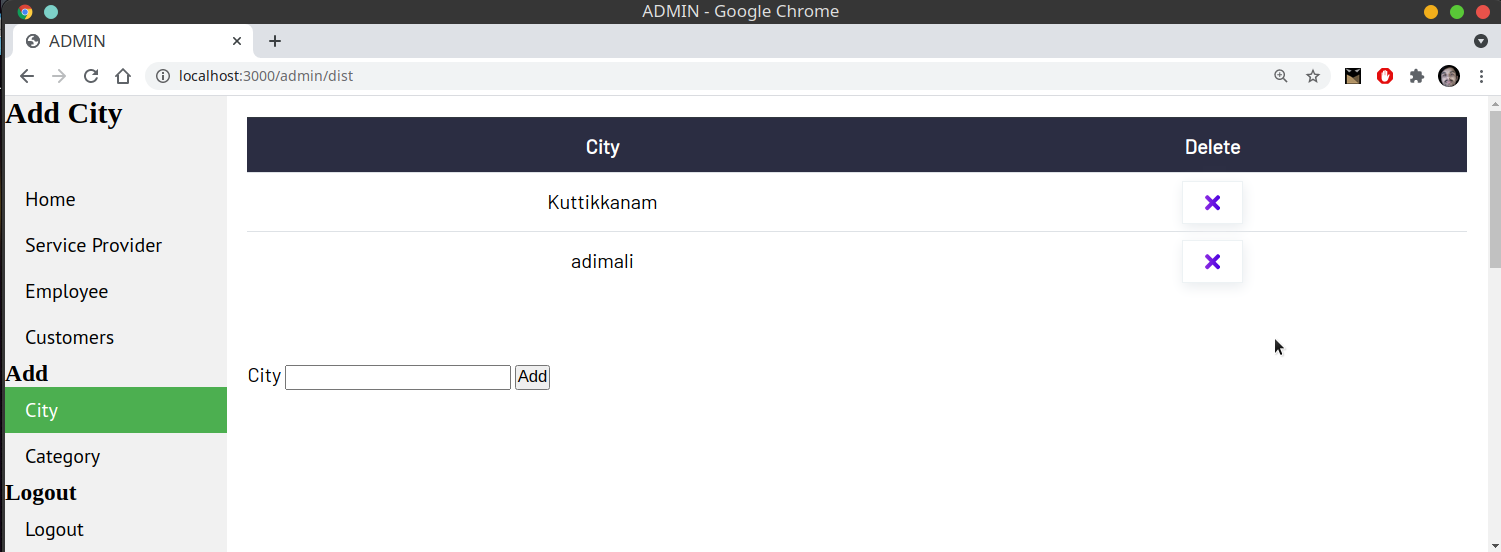 ADMIN - Google Chrome
ADMIN
localhost:3000/admin/dist
Add City
Home
Service Provider
Employee
Customers
Add
City
Category
Logout
Logout
City Delete
Kuttikkanam
adimali
City Add